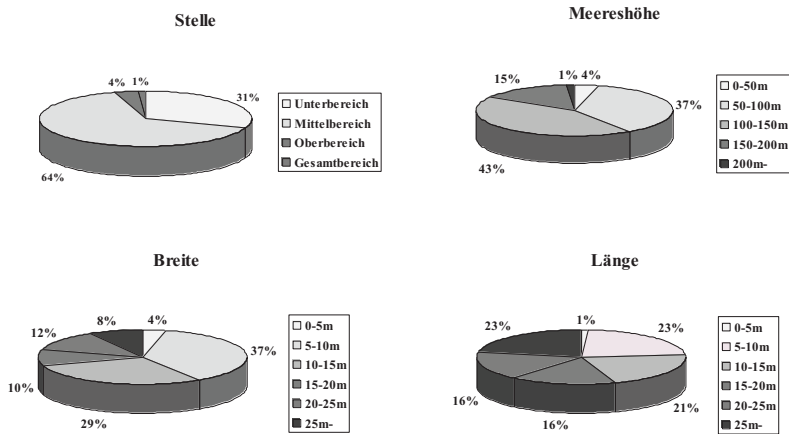 Stelle
4%
1%
31%
64%
Unterbereich
Mittelbereich
Oberbereich
Gesamtbereich
Meereshöhe
15%
1%
4%
37%
43%
0-50m
50-100m
100-150m
150-200m
200m-
Breite
12%
8%
4%
37%
10%
29%
0-5m
5-10m
10-15m
15-20m
20-25m
25m-
Länge
23%
1%
23%
16%
16%
21%
0-5m
5-10m
10-15m
15-20m
20-25m
25m-